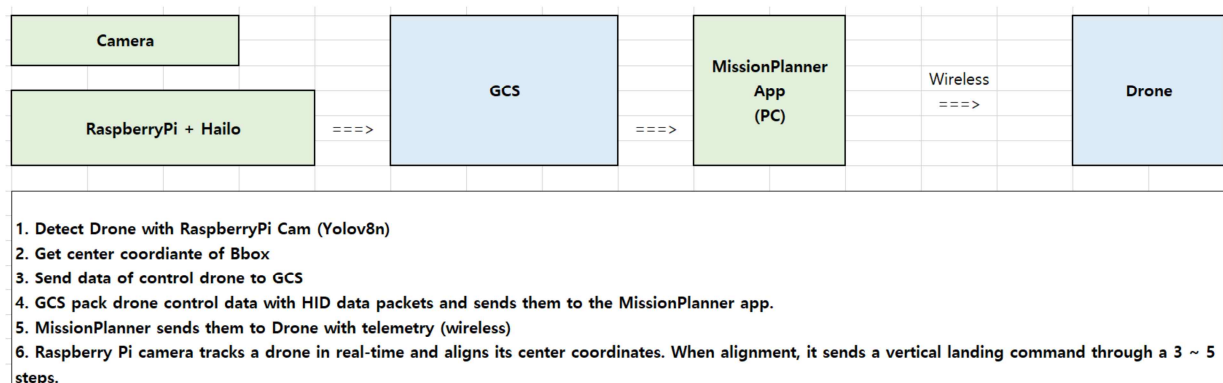 Camera
RaspberryPi + Hailo
===>
GCS
===>
MissionPlanner
App
(PC)
Wireless
===>
Drone
1. Detect Drone with RaspberryPi Cam (Yolov8n)
2. Get center coordiante of Bbox
3. Send data of control drone to GCS
4. GCS pack drone control data with HID data packets and sends them to the MissionPlanner app.
5. MissionPlanner sends them to Drone with telemetry (wireless)
6. Raspberry Pi camera tracks a drone in real-time and aligns its center coordinates. When alignment, it sends a vertical landing command through a 3 ~ 5
steps.